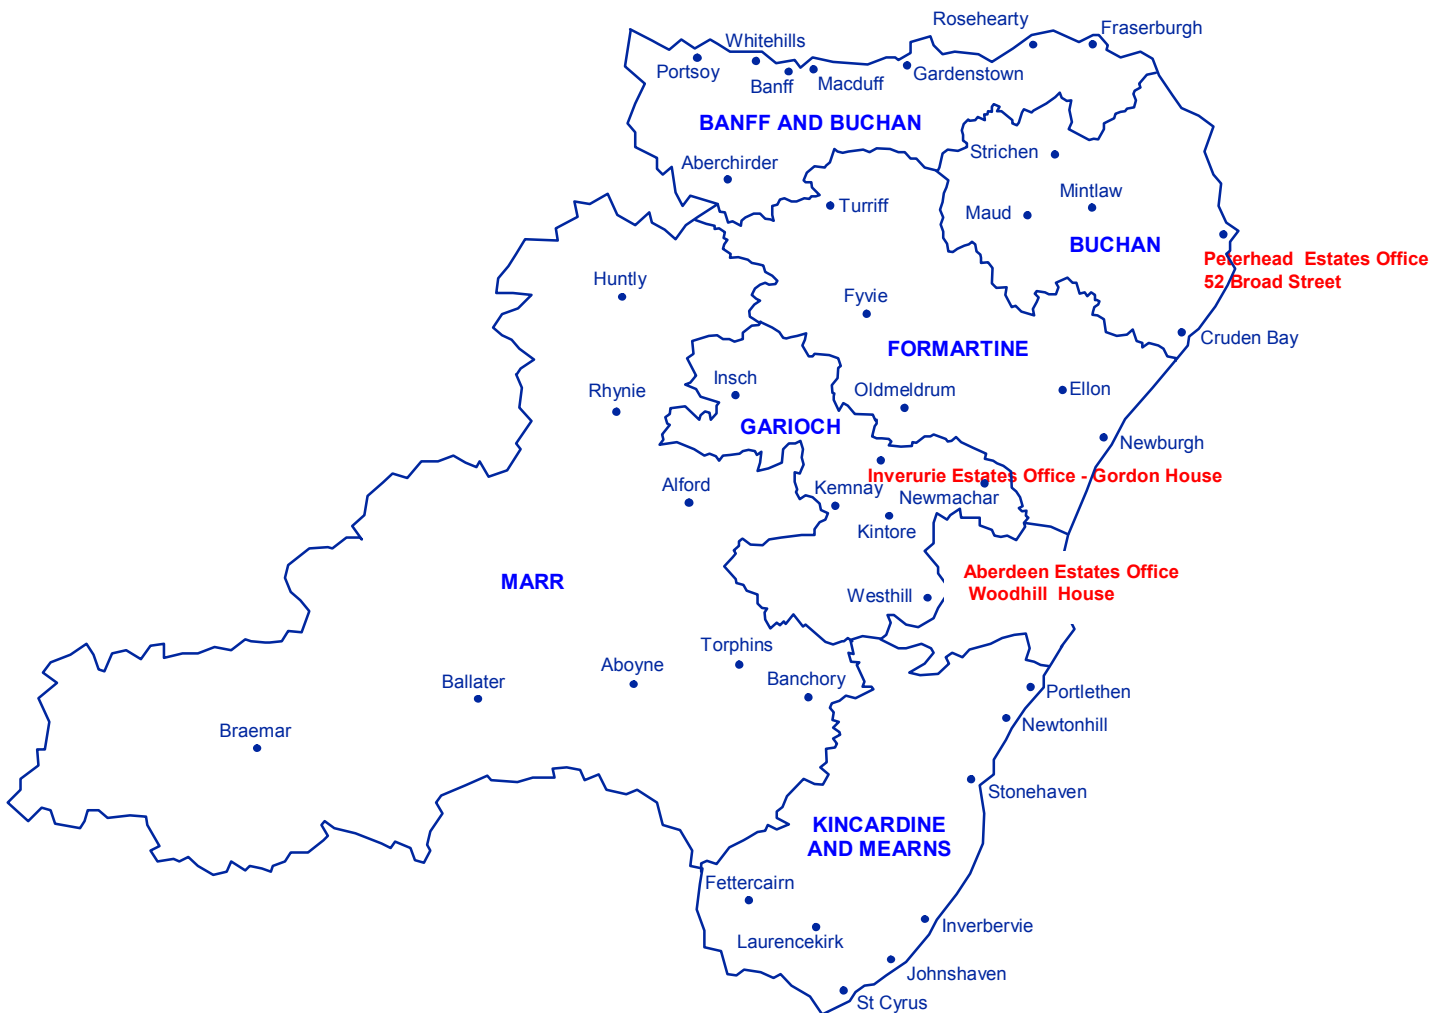 Rosehearty
Fraserburgh
Whitehills
Portsoy
Banff
Macduff
Gardenstown
BANFF AND BUCHAN
Strichen
Aberchirder
Mintlaw
Turriff
Maud
BUCHAN
Peterhead Estates Office
52 Broad Street
Huntly
Fyvie
Cruden Bay
FORMARTINE
Insch
Rhynie
Oldmeldrum
Ellon
GARIOCH
Newburgh
Inverurie Estates Office - Gordon House
Alford
Kemnay
Newmachar
Kintore
Aberdeen Estates Office
Woodhill House
MARR
Westhill
Torphins
Aboyne
Banchory
Ballater
Portlethen
Braemar
Newtonhill
Stonehaven
KINCARDINE
AND MEARNS
Fettercairn
Inverbervie
Laurencekirk
Johnshaven
St Cyrus